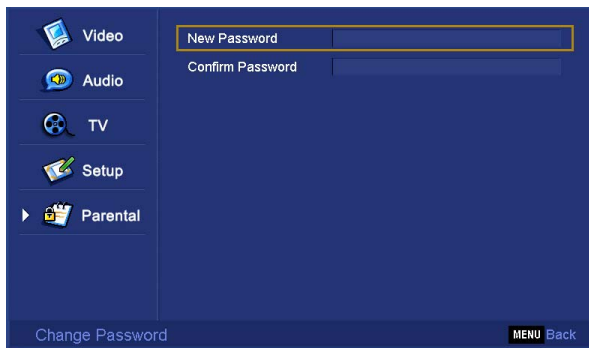 Video
Audio
TV
Setup
Parental
New Password
Confirm Password
Change Password
MENU Back